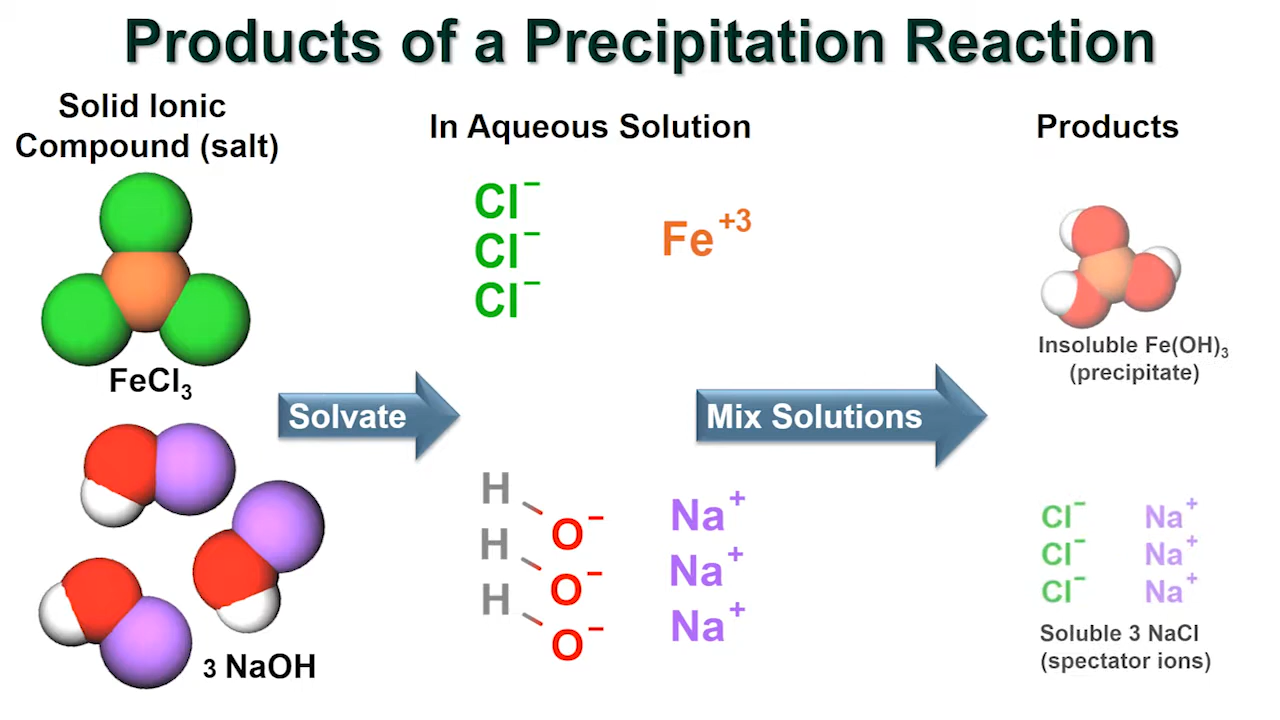 Products of a Precipitation Reaction
Solid Ionic
Compound (salt)
FeCl₃
3 NaOH
Solvate
In Aqueous Solution
Cl⁻
Cl⁻
Cl⁻
Fe⁺³
H
O⁻
H
O⁻
H
O⁻
Na⁺
Na⁺
Na⁺
Mix Solutions
Products
Insoluble Fe(OH)₃
(precipitate)
Cl⁻ Na⁺
Cl⁻ Na⁺
Cl⁻ Na⁺
Soluble 3 NaCl
(spectator ions)